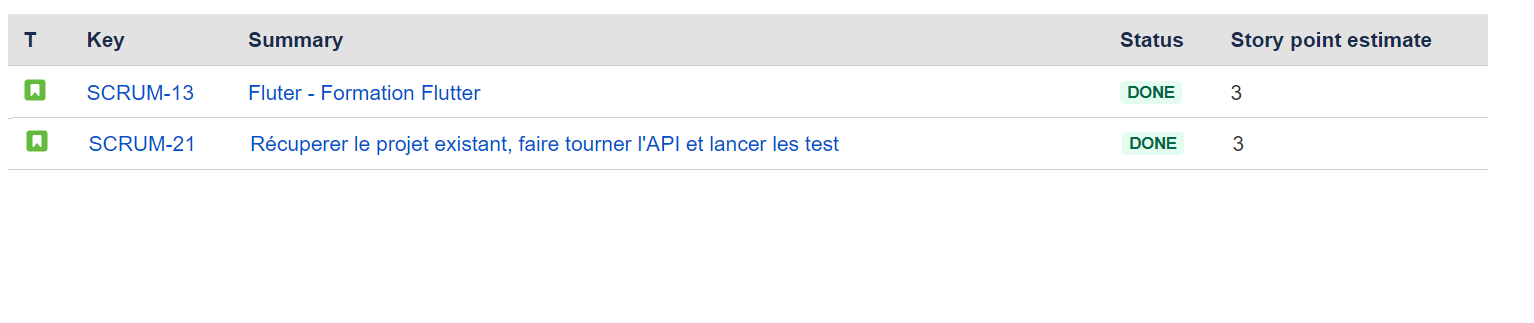 T Key Summary Status Story point estimate
SCRUM-13 Fluter - Formation Flutter DONE 3
SCRUM-21 Récuperer le projet existant, faire tourner l'API et lancer les test DONE 3